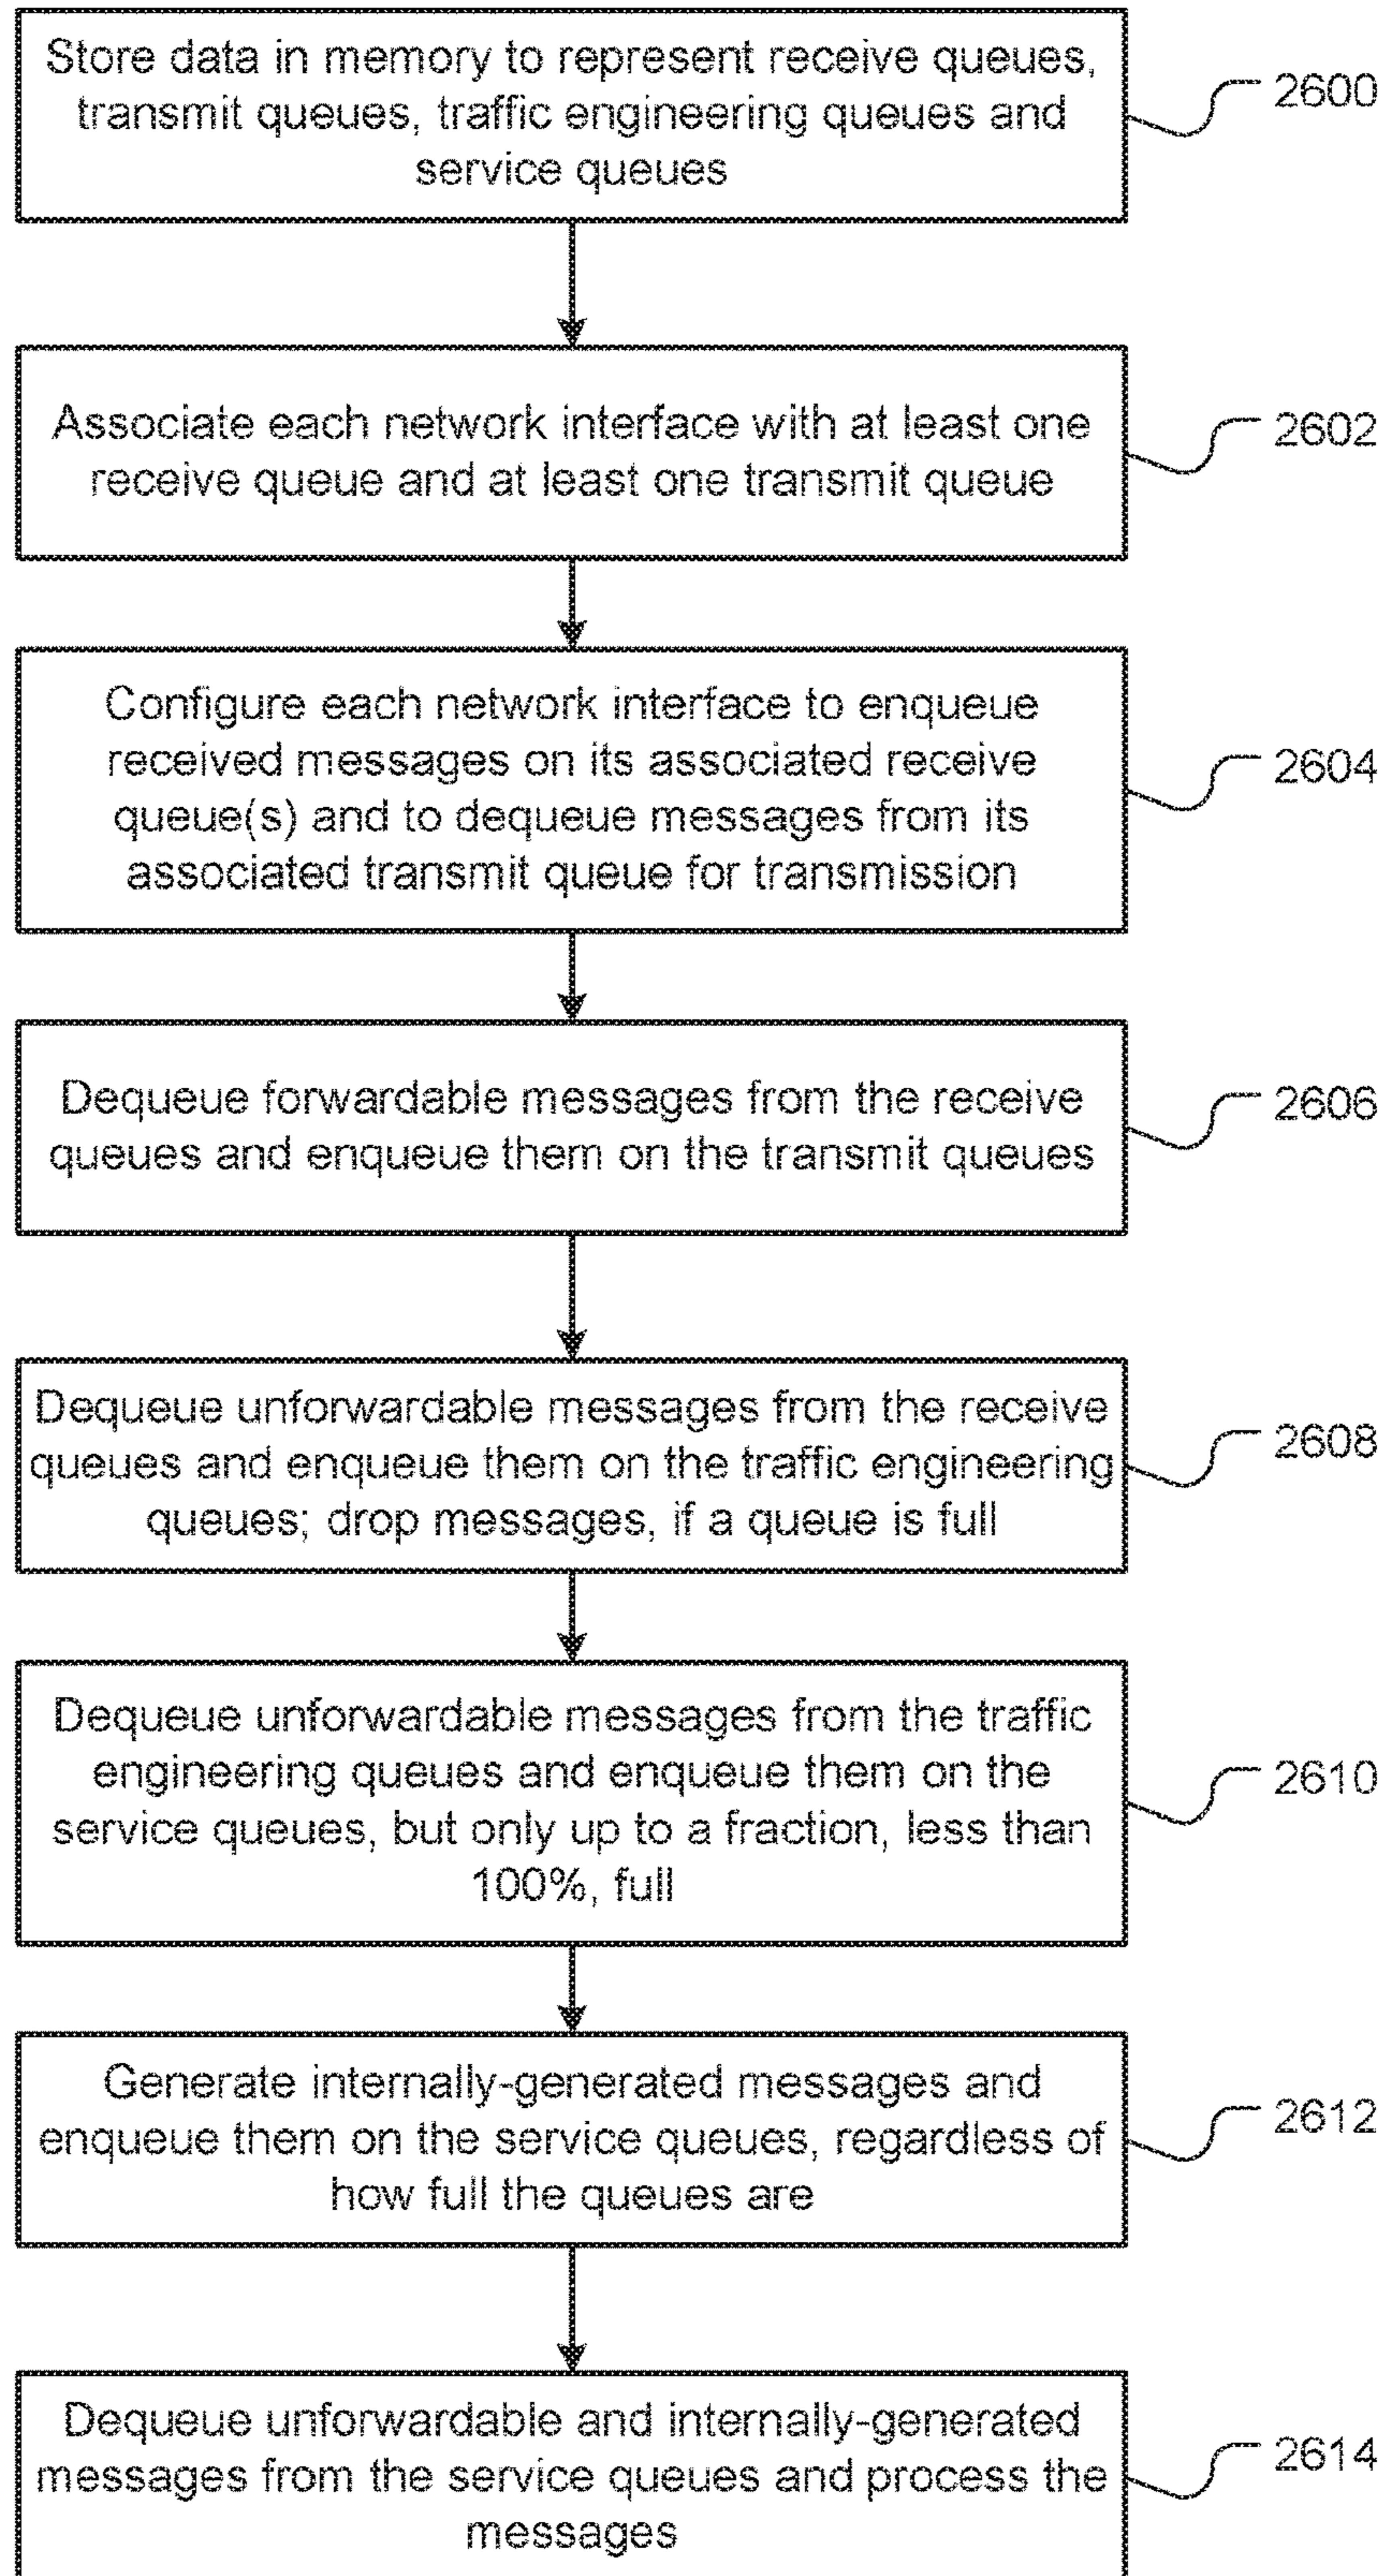 Store data in memory to represent receive queues,
transmit queues, traffic engineering queues and
service queues
2600
Associate each network interface with at least one
receive queue and at least one transmit queue
2602
Configure each network interface to enqueue
received messages on its associated receive
queue(s) and to dequeue messages from its
associated transmit queue for transmission
2604
Dequeue forwardable messages from the receive
queues and enqueue them on the transmit queues
2606
Dequeue unforwardable messages from the receive
queues and enqueue them on the traffic engineering
queues; drop messages, if a queue is full
2608
Dequeue unforwardable messages from the traffic
engineering queues and enqueue them on the
service queues, but only up to a fraction, less than
100%, full
2610
Generate internally-generated messages and
enqueue them on the service queues, regardless of
how full the queues are
2612
Dequeue unforwardable and internally-generated
messages from the service queues and process the
messages
2614